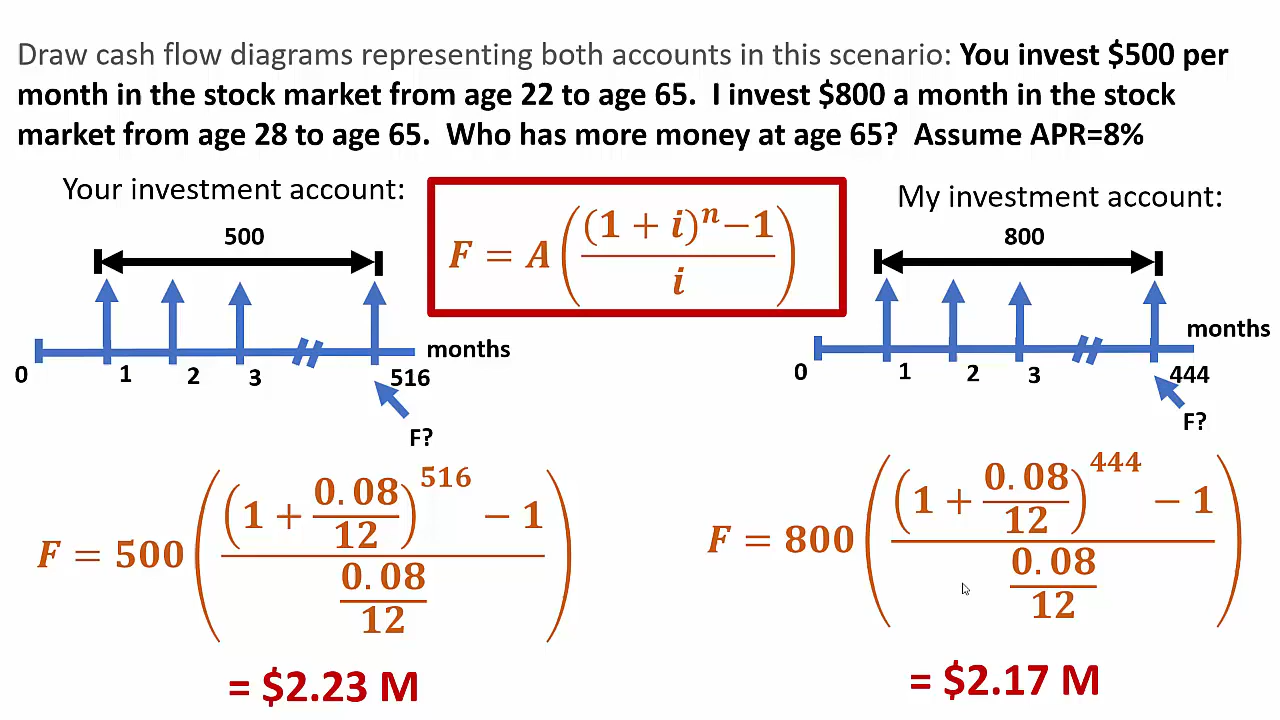 Draw cash flow diagrams representing both accounts in this scenario: You invest $500 per
month in the stock market from age 22 to age 65. I invest $800 a month in the stock
market from age 28 to age 65. Who has more money at age 65? Assume APR=8%
Your investment account:
500
0 1 2 3 516 months
F?
F = A(((1 + i)^n − 1) / i)
My investment account:
800
0 1 2 3 444 months
F?
F = 500(((1 + 0.08/12)^516 − 1) / (0.08/12))
= $2.23 M
F = 800(((1 + 0.08/12)^444 − 1) / (0.08/12))
= $2.17 M